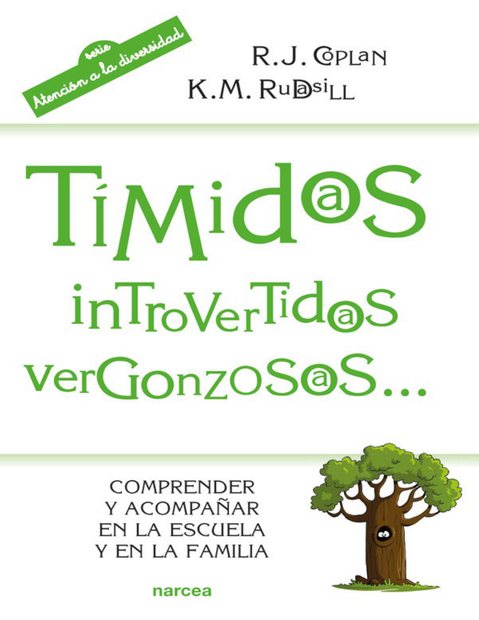 serie
Atención a la diversidad
R.J. Coplan
K.M. Rudasill
Tímid@s
introvertid@s
vergonzos@s...
COMPRENDER
Y ACOMPAÑAR
EN LA ESCUELA
Y EN LA FAMILIA
narcea